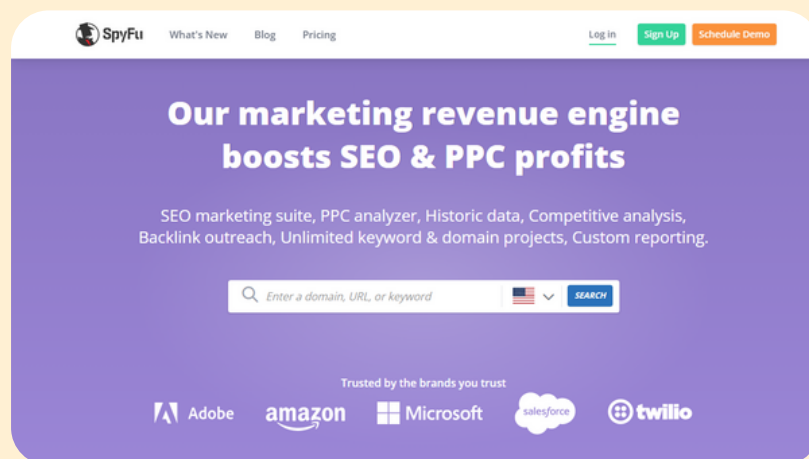 SpyFu What's New Blog Pricing Log in Sign Up Schedule Demo
Our marketing revenue engine
boosts SEO & PPC profits
SEO marketing suite, PPC analyzer, Historic data, Competitive analysis,
Backlink outreach, Unlimited keyword & domain projects, Custom reporting.
Enter a domain, URL, or keyword SEARCH
Trusted by the brands you trust
Adobe amazon Microsoft salesforce twilio